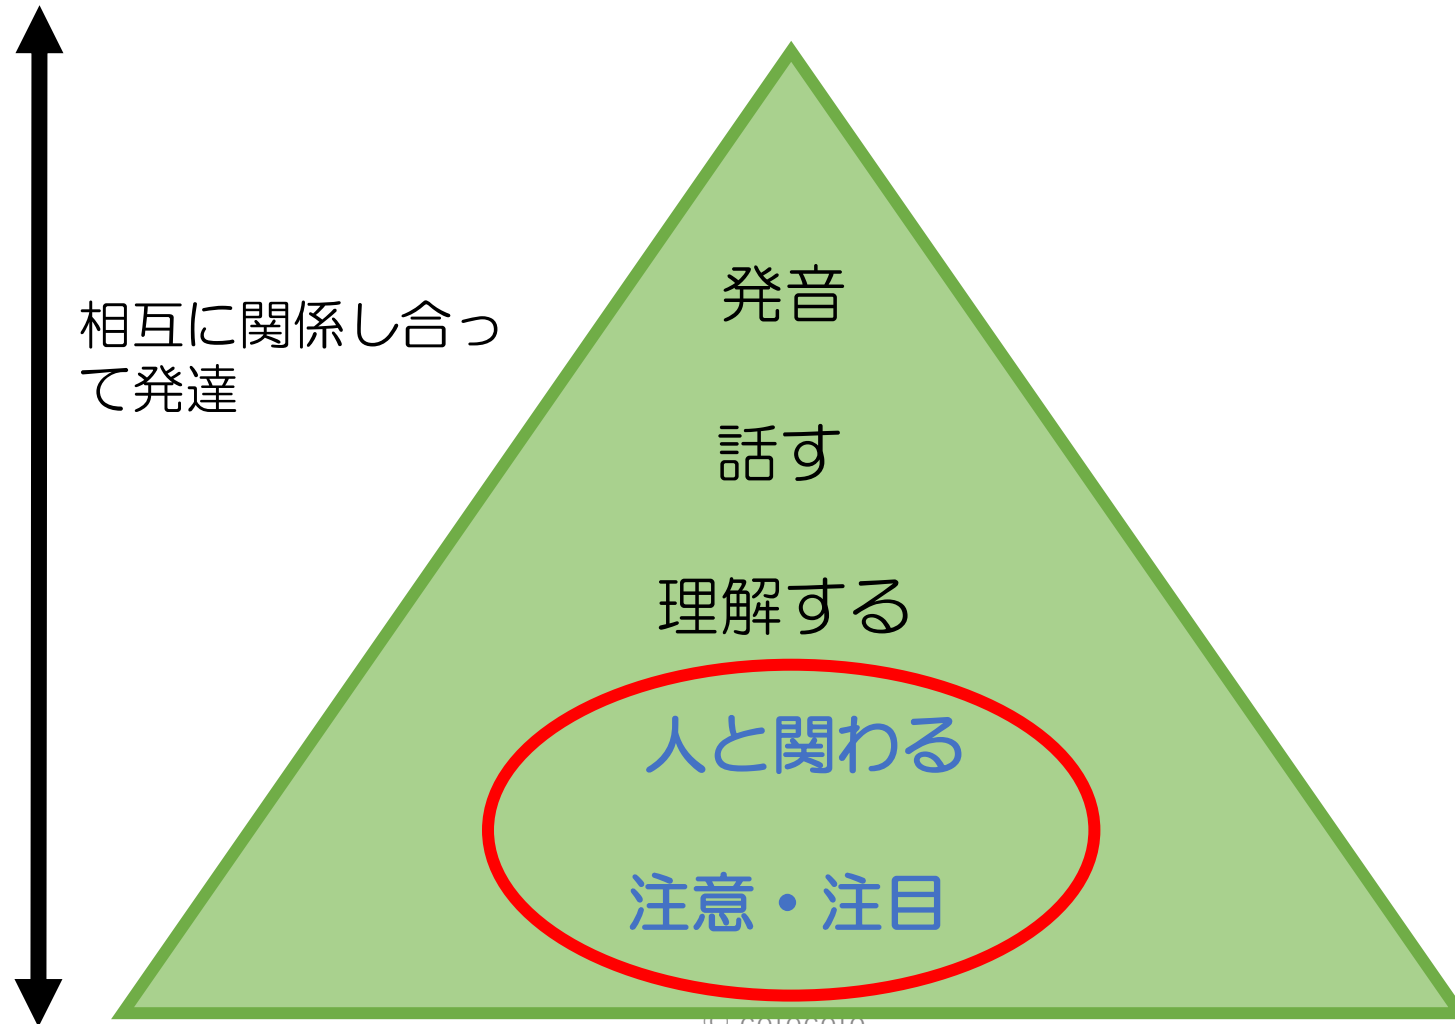 発音
相互に関係し合っ
て発達
話す
理解する
人と関わる
注意・注目